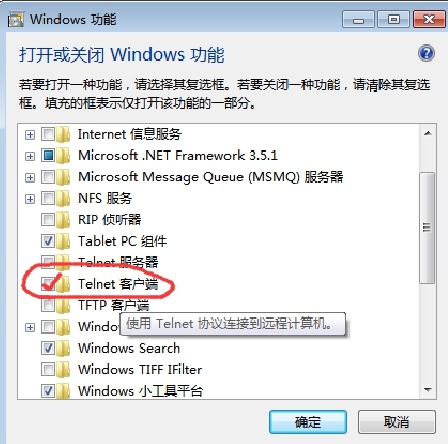 Windows 功能
打开或关闭 Windows 功能
若要打开一种功能，请选择其复选框。若要关闭一种功能，请清除其复选
框。填充的框表示仅打开该功能的一部分。
Internet 信息服务
Microsoft .NET Framework 3.5.1
Microsoft Message Queue (MSMQ) 服务器
NFS 服务
RIP 侦听器
Tablet PC 组件
Telnet 服务器
Telnet 客户端
TFTP 客户端
使用 Telnet 协议连接到远程计算机。
Windows Search
Windows TIFF IFilter
Windows 小工具平台
确定
取消